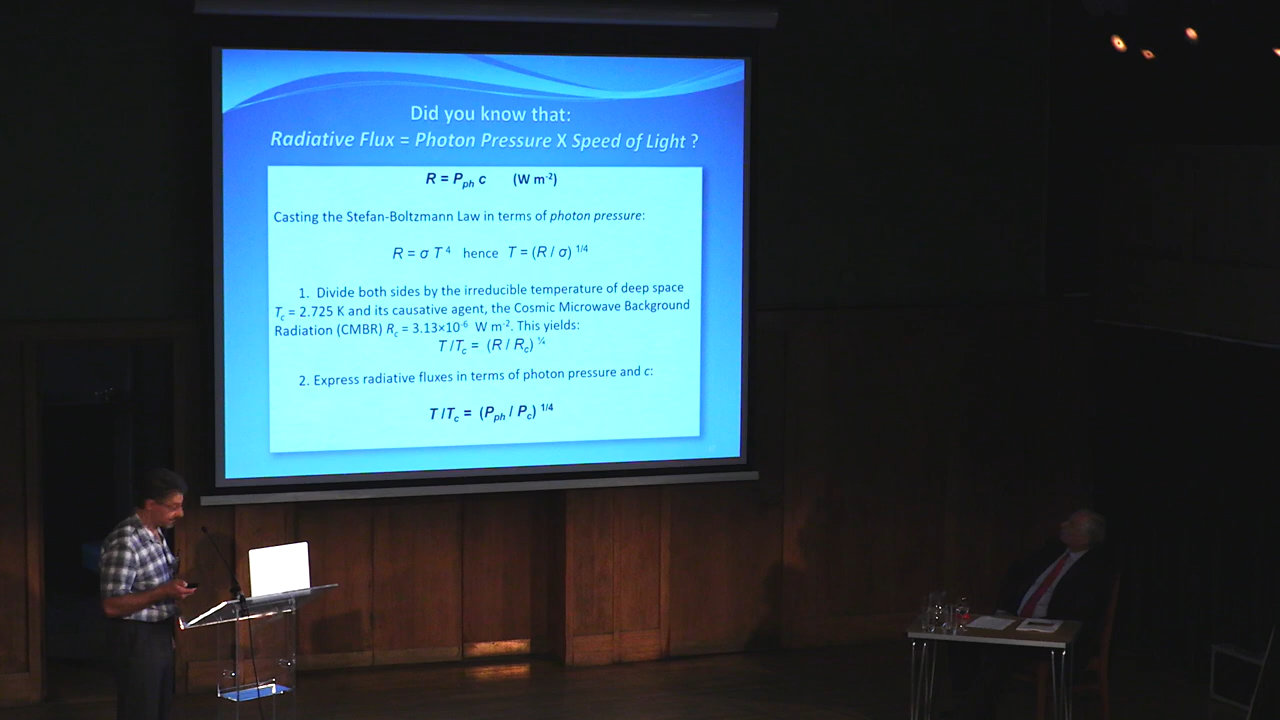 Did you know that:
Radiative Flux = Photon Pressure X Speed of Light ?
R = Pph c (W m-2)
Casting the Stefan-Boltzmann Law in terms of photon pressure:
R = σ T 4 hence T = (R / σ) 1/4
1. Divide both sides by the irreducible temperature of deep space
Tc = 2.725 K and its causative agent, the Cosmic Microwave Background
Radiation (CMBR) Rc = 3.13×10-6 W m-2. This yields:
T /Tc = (R / Rc) ¼
2. Express radiative fluxes in terms of photon pressure and c:
T /Tc = (Pph / Pc) 1/4